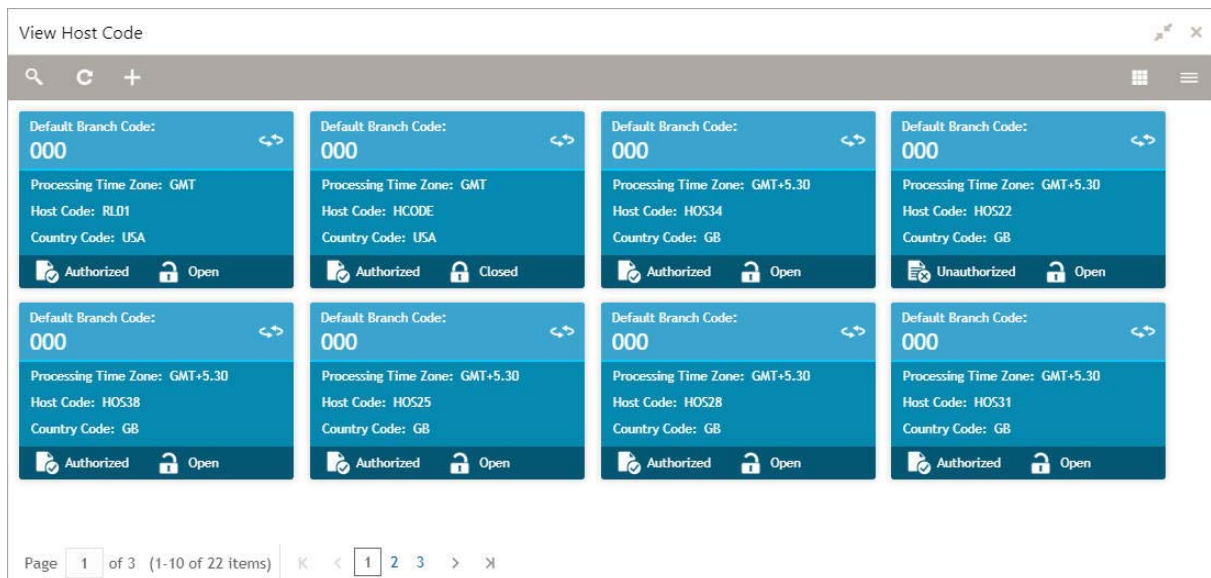 View Host Code
Default Branch Code: Default Branch Code: Default Branch Code: Default Branch Code:
000 000 000 000
Processing Time Zone: GMT Processing Time Zone: GMT Processing Time Zone: GMT+5.30 Processing Time Zone: GMT+5.30
Host Code: RL01 Host Code: HCODE Host Code: HOS34 Host Code: HOS22
Country Code: USA Country Code: USA Country Code: GB Country Code: GB
Authorized Open Authorized Closed Authorized Open Unauthorized Open
Default Branch Code: Default Branch Code: Default Branch Code: Default Branch Code:
000 000 000 000
Processing Time Zone: GMT+5.30 Processing Time Zone: GMT+5.30 Processing Time Zone: GMT+5.30 Processing Time Zone: GMT+5.30
Host Code: HOS38 Host Code: HOS25 Host Code: HOS28 Host Code: HOS31
Country Code: GB Country Code: GB Country Code: GB Country Code: GB
Authorized Open Authorized Open Authorized Open Authorized Open
Page 1 of 3 (1-10 of 22 items) 1 2 3